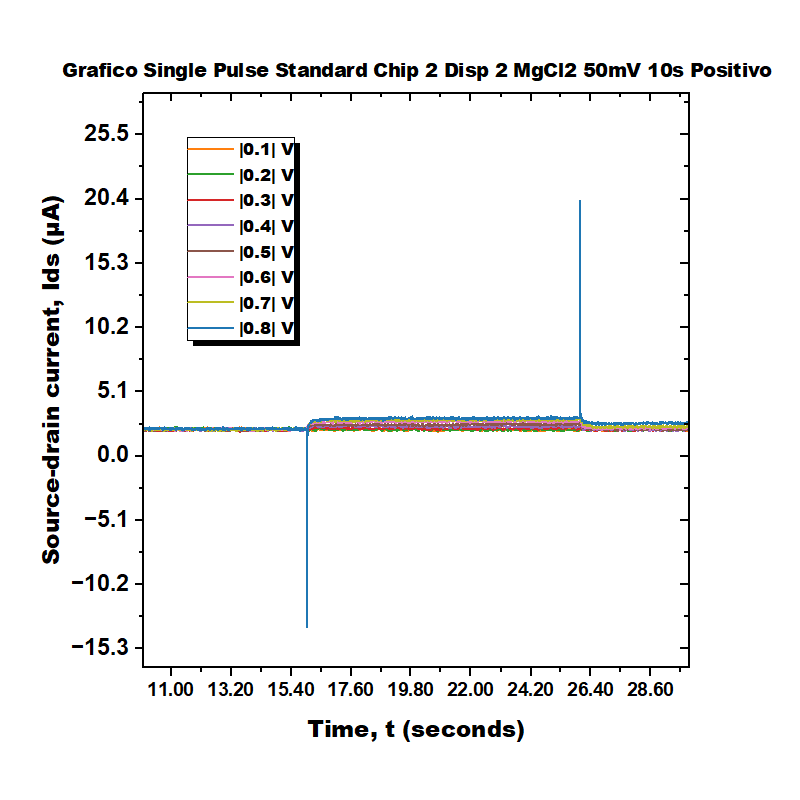 Grafico Single Pulse Standard Chip 2 Disp 2 MgCl2 50mV 10s Positivo
|0.1| V
|0.2| V
|0.3| V
|0.4| V
|0.5| V
|0.6| V
|0.7| V
|0.8| V
Source-drain current, Ids (µA)
25.5
20.4
15.3
10.2
5.1
0.0
−5.1
−10.2
−15.3
11.00 13.20 15.40 17.60 19.80 22.00 24.20 26.40 28.60
Time, t (seconds)